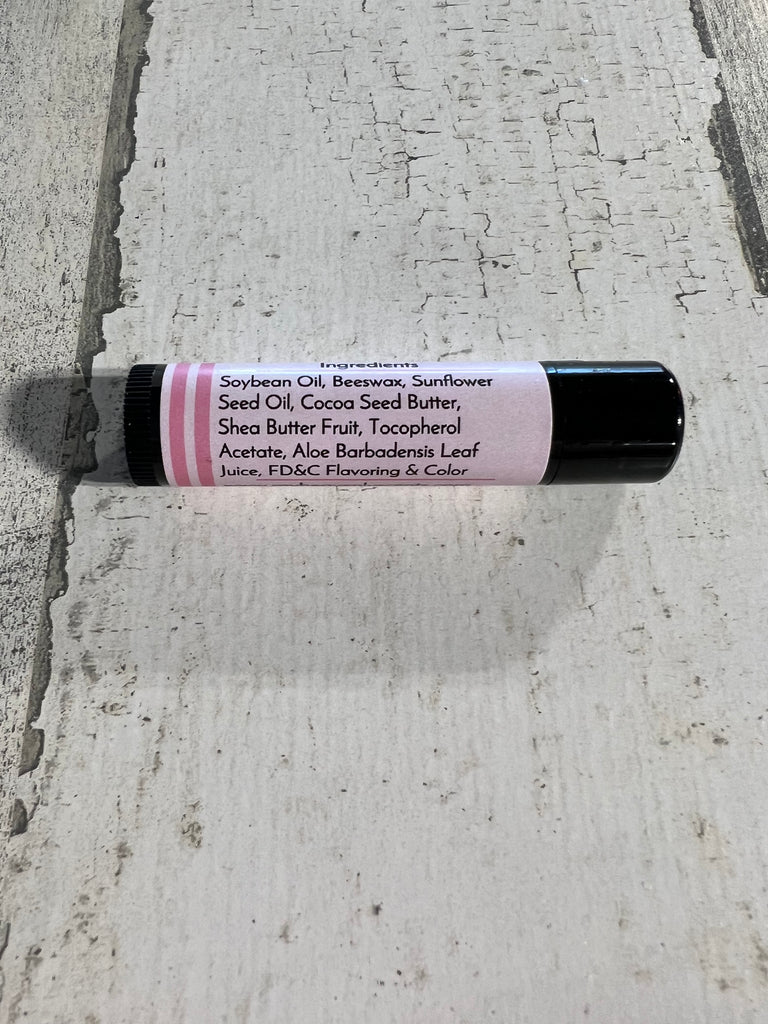 Ingredients
Soybean Oil, Beeswax, Sunflower
Seed Oil, Cocoa Seed Butter,
Shea Butter Fruit, Tocopherol
Acetate, Aloe Barbadensis Leaf
Juice, FD&C Flavoring & Color